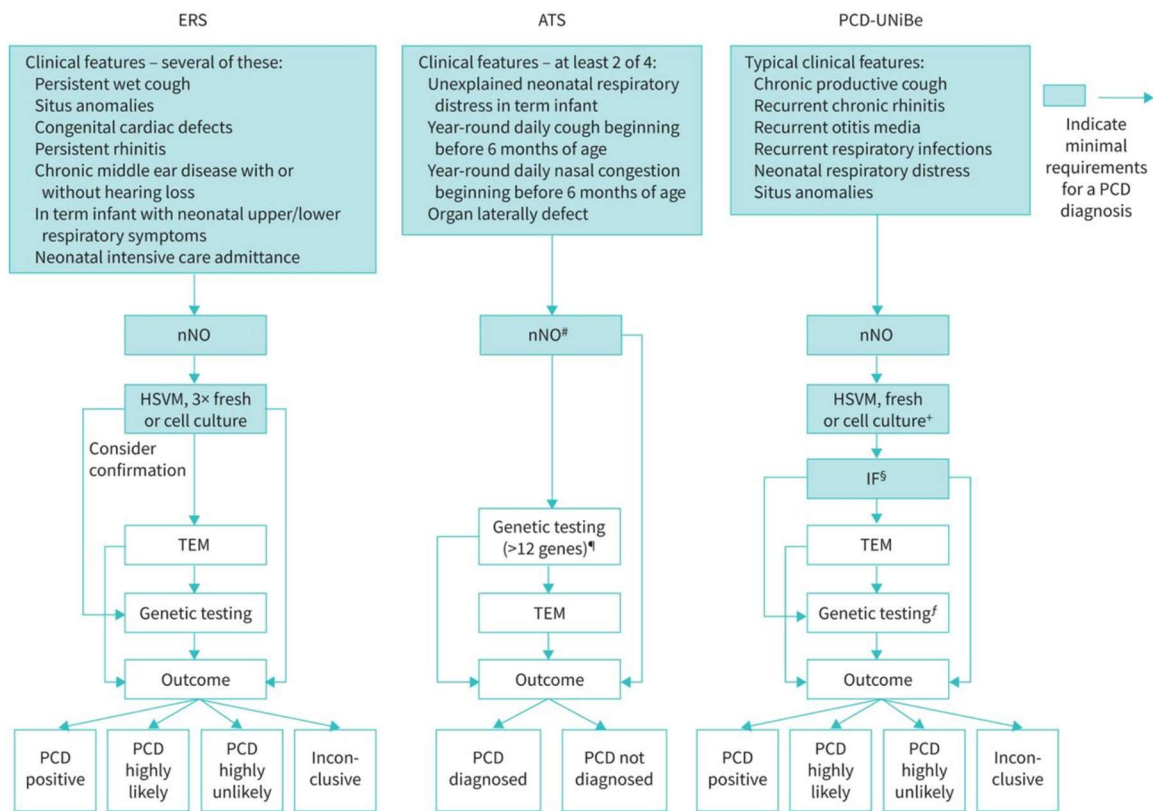 ERS
Clinical features – several of these:
Persistent wet cough
Situs anomalies
Congenital cardiac defects
Persistent rhinitis
Chronic middle ear disease with or
without hearing loss
In term infant with neonatal upper/lower
respiratory symptoms
Neonatal intensive care admittance
nNO
HSVM, 3× fresh
or cell culture
Consider
confirmation
TEM
Genetic testing
Outcome
PCD
positive
PCD
highly
likely
PCD
highly
unlikely
Incon-
clusive
ATS
Clinical features – at least 2 of 4:
Unexplained neonatal respiratory
distress in term infant
Year-round daily cough beginning
before 6 months of age
Year-round daily nasal congestion
beginning before 6 months of age
Organ laterally defect
nNO#
Genetic testing
(>12 genes)¶
TEM
Outcome
PCD
diagnosed
PCD not
diagnosed
PCD-UNiBe
Typical clinical features:
Chronic productive cough
Recurrent chronic rhinitis
Recurrent otitis media
Recurrent respiratory infections
Neonatal respiratory distress
Situs anomalies
nNO
HSVM, fresh
or cell culture⁺
IF§
TEM
Genetic testingƒ
Outcome
PCD
positive
PCD
highly
likely
PCD
highly
unlikely
Incon-
clusive
Indicate
minimal
requirements
for a PCD
diagnosis